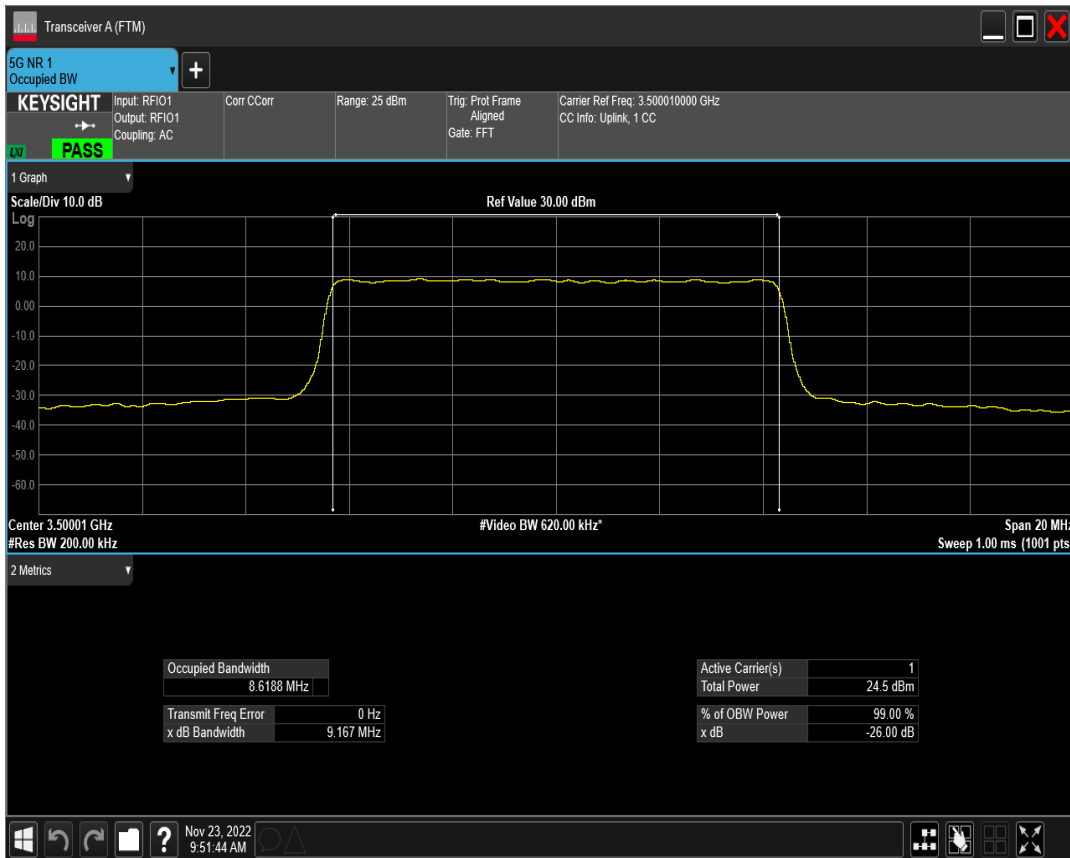 Transceiver A (FTM)
5G NR 1
Occupied BW
+
KEYSIGHT
LXI
PASS
Input: RFIO1
Output: RFIO1
Coupling: AC
Corr CCorr
Range: 25 dBm
Trig: Prot Frame
Aligned
Gate: FFT
Carrier Ref Freq: 3.500010000 GHz
CC Info: Uplink, 1 CC
1 Graph
Scale/Div 10.0 dB
Ref Value 30.00 dBm
Log
20.0
10.0
0.00
-10.0
-20.0
-30.0
-40.0
-50.0
-60.0
Center 3.50001 GHz
#Video BW 620.00 kHz*
Span 20 MHz
#Res BW 200.00 kHz
Sweep 1.00 ms (1001 pts
2 Metrics
Occupied Bandwidth
8.6188 MHz
Transmit Freq Error 0 Hz
x dB Bandwidth 9.167 MHz
Active Carrier(s) 1
Total Power 24.5 dBm
% of OBW Power 99.00 %
x dB -26.00 dB
?
Nov 23, 2022
9:51:44 AM